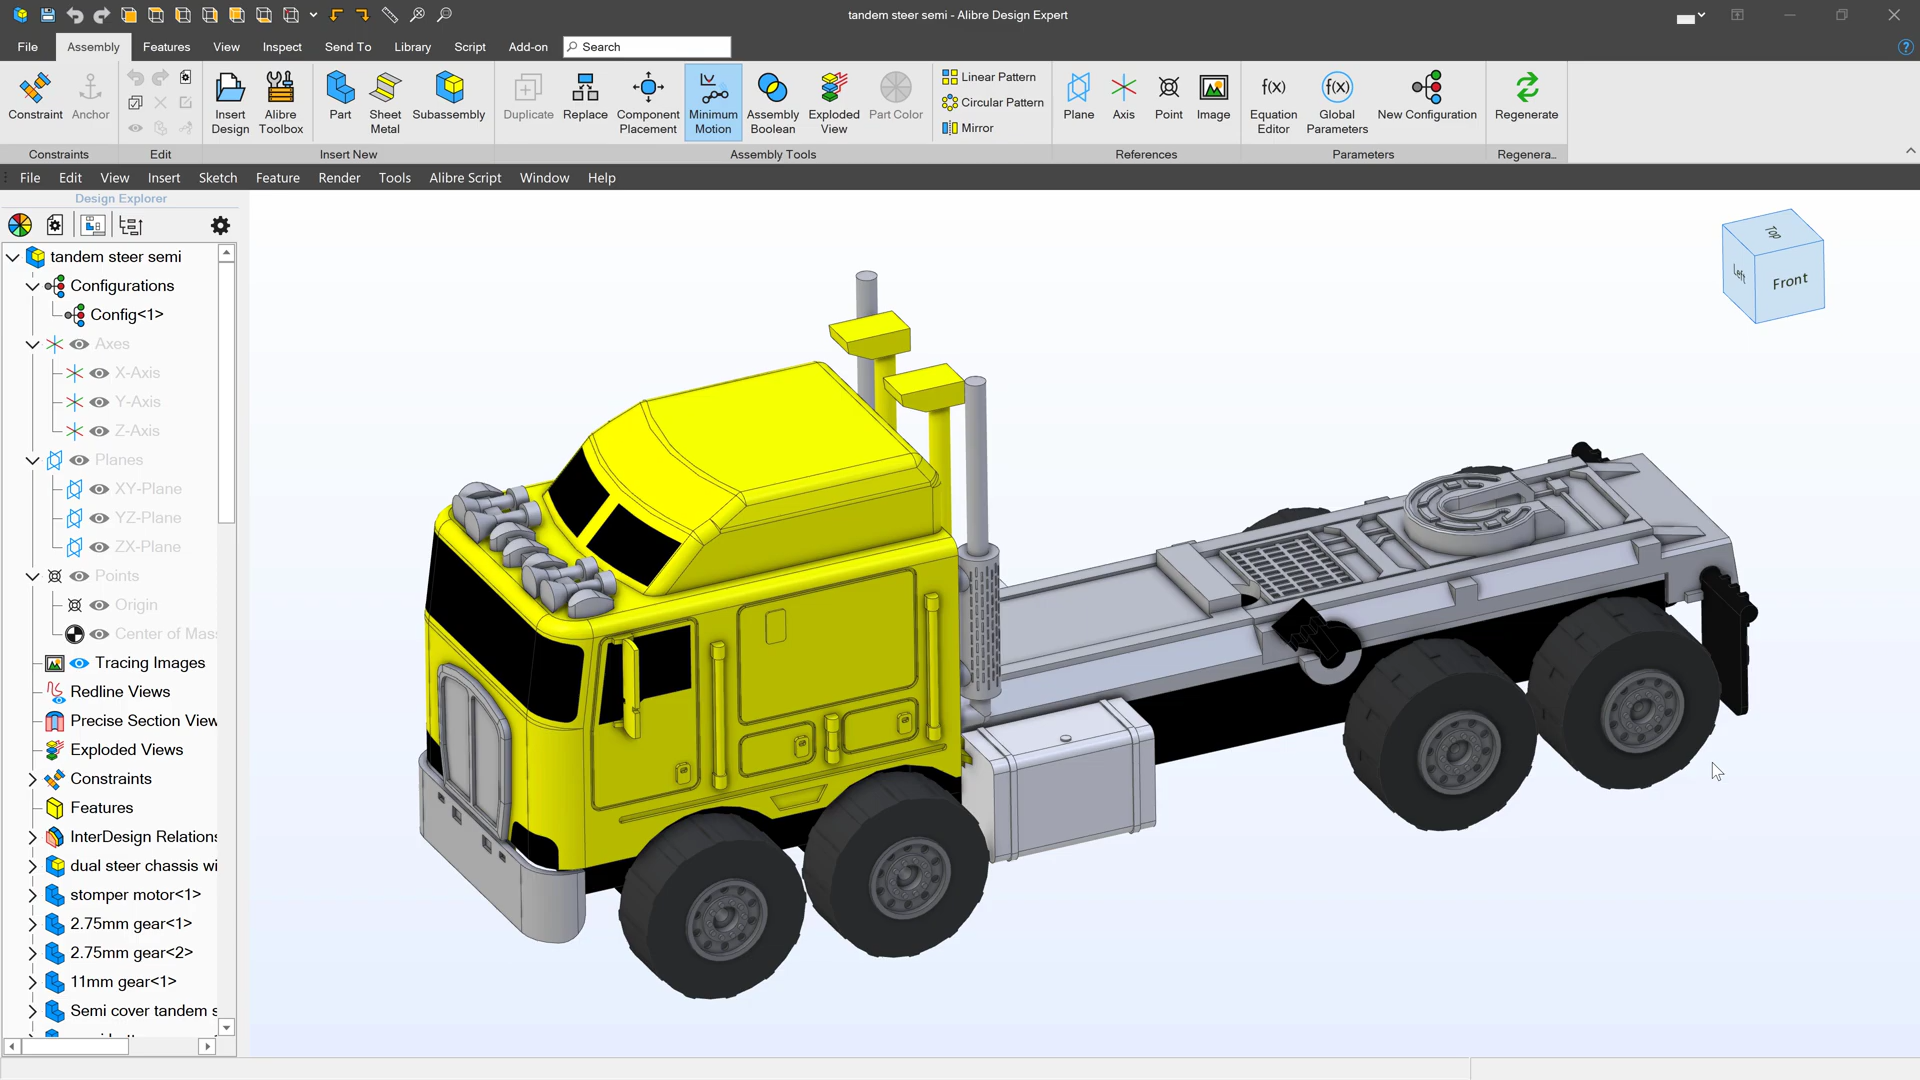 tandem steer semi - Alibre Design Expert
File Assembly Features View Inspect Send To Library Script Add-on Search
Constraint Anchor Insert Design Alibre Toolbox Part Sheet Metal Subassembly Duplicate Replace Component Placement Minimum Motion Assembly Boolean Exploded View Part Color Linear Pattern Circular Pattern Mirror Plane Axis Point Image Equation Editor Global Parameters New Configuration Regenerate
Constraints Edit Insert New Assembly Tools References Parameters Regenera...
File Edit View Insert Sketch Feature Render Tools Alibre Script Window Help
Design Explorer
tandem steer semi
Configurations
Config<1>
Axes
X-Axis
Y-Axis
Z-Axis
Planes
XY-Plane
YZ-Plane
ZX-Plane
Points
Origin
Center of Mas
Tracing Images
Redline Views
Precise Section View
Exploded Views
Constraints
Features
InterDesign Relations
dual steer chassis wi
stomper motor<1>
2.75mm gear<1>
2.75mm gear<2>
11mm gear<1>
Semi cover tandem s
Top
Left
Front